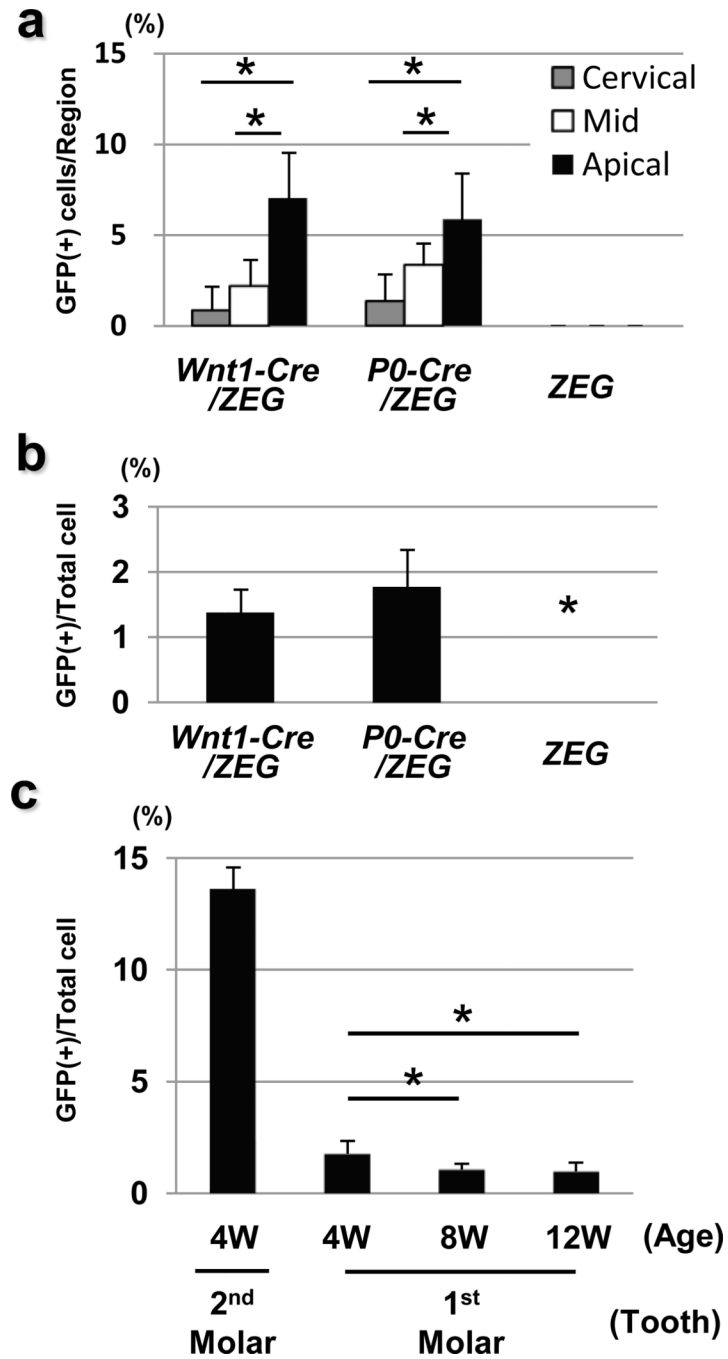 a
(%)
GFP(+) cells/Region
15
10
5
0
* *
* *
Cervical
Mid
Apical
Wnt1-Cre
/ZEG
P0-Cre
/ZEG
ZEG
b
(%)
GFP(+)/Total cell
3
2
1
0
*
Wnt1-Cre
/ZEG
P0-Cre
/ZEG
ZEG
c
(%)
GFP(+)/Total cell
15
10
5
0
*
*
4W 4W 8W 12W (Age)
2nd
Molar
1st
Molar
(Tooth)